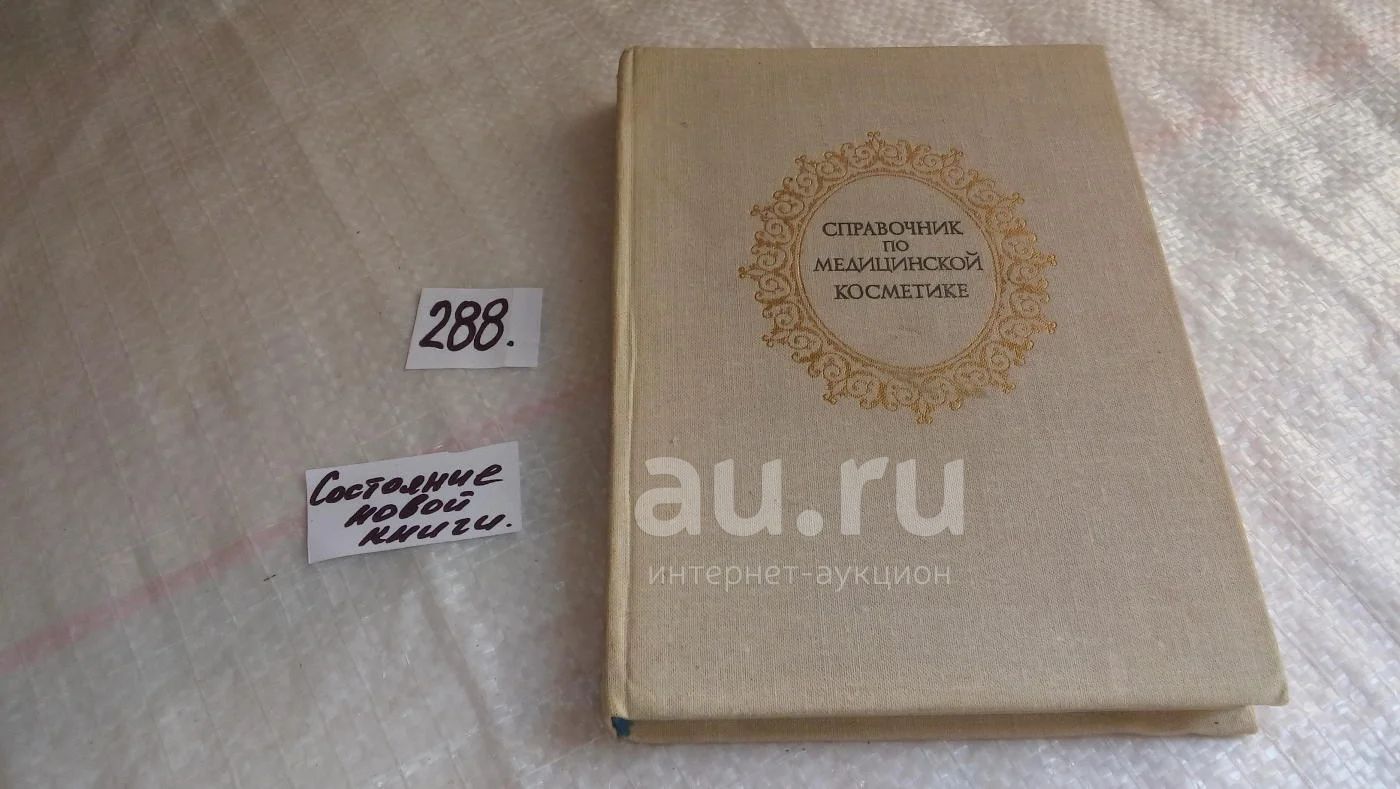 СПРАВОЧНИК
ПО
МЕДИЦИНСКОЙ
КОСМЕТИКЕ
288.
Состояние
новой
книги.
au.ru
интернет-аукцион